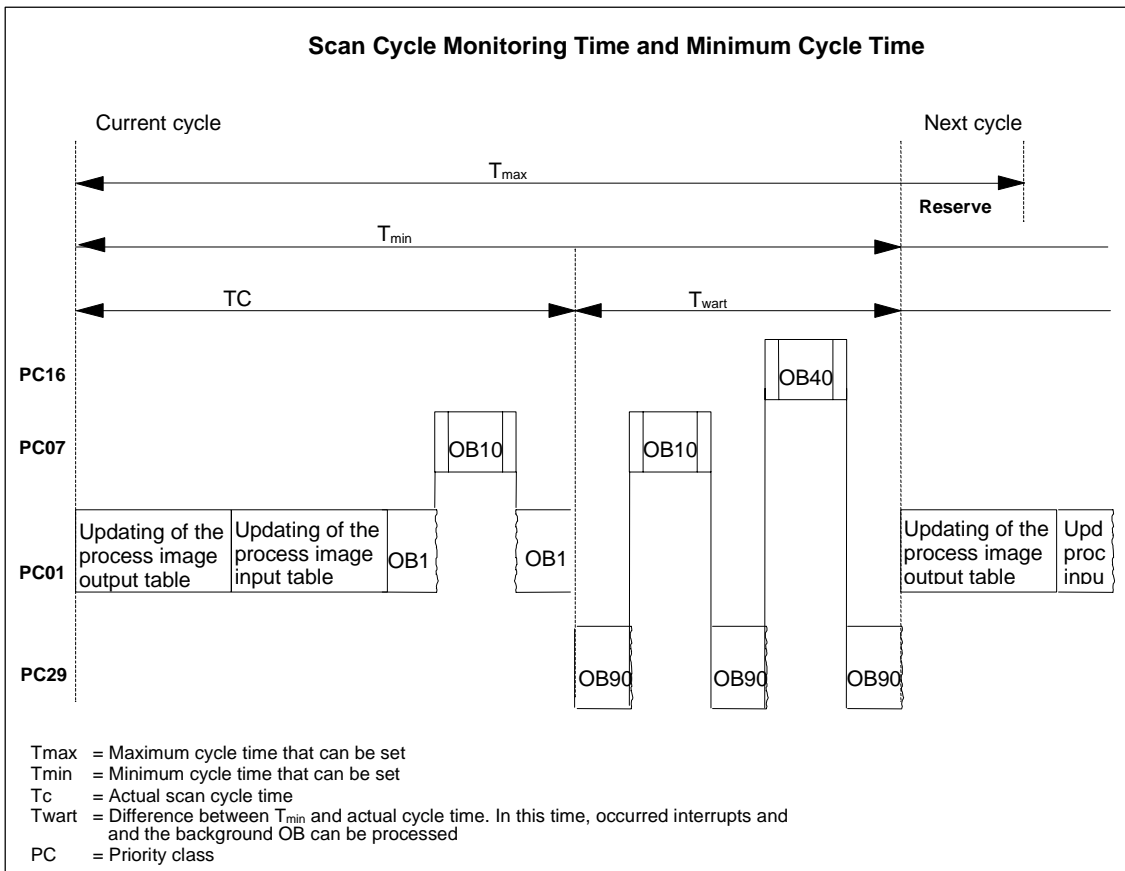 Scan Cycle Monitoring Time and Minimum Cycle Time
Current cycle
Next cycle
Tmax
Reserve
Tmin
TC
Twart
PC16
OB40
PC07
OB10
OB10
PC01
Updating of the
process image
output table
Updating of the
process image
input table
OB1
OB1
Updating of the
process image
output table
Upd
proc
inpu
PC29
OB90
OB90
OB90
Tmax = Maximum cycle time that can be set
Tmin = Minimum cycle time that can be set
Tc = Actual scan cycle time
Twart = Difference between Tmin and actual cycle time. In this time, occurred interrupts and
and the background OB can be processed
PC = Priority class